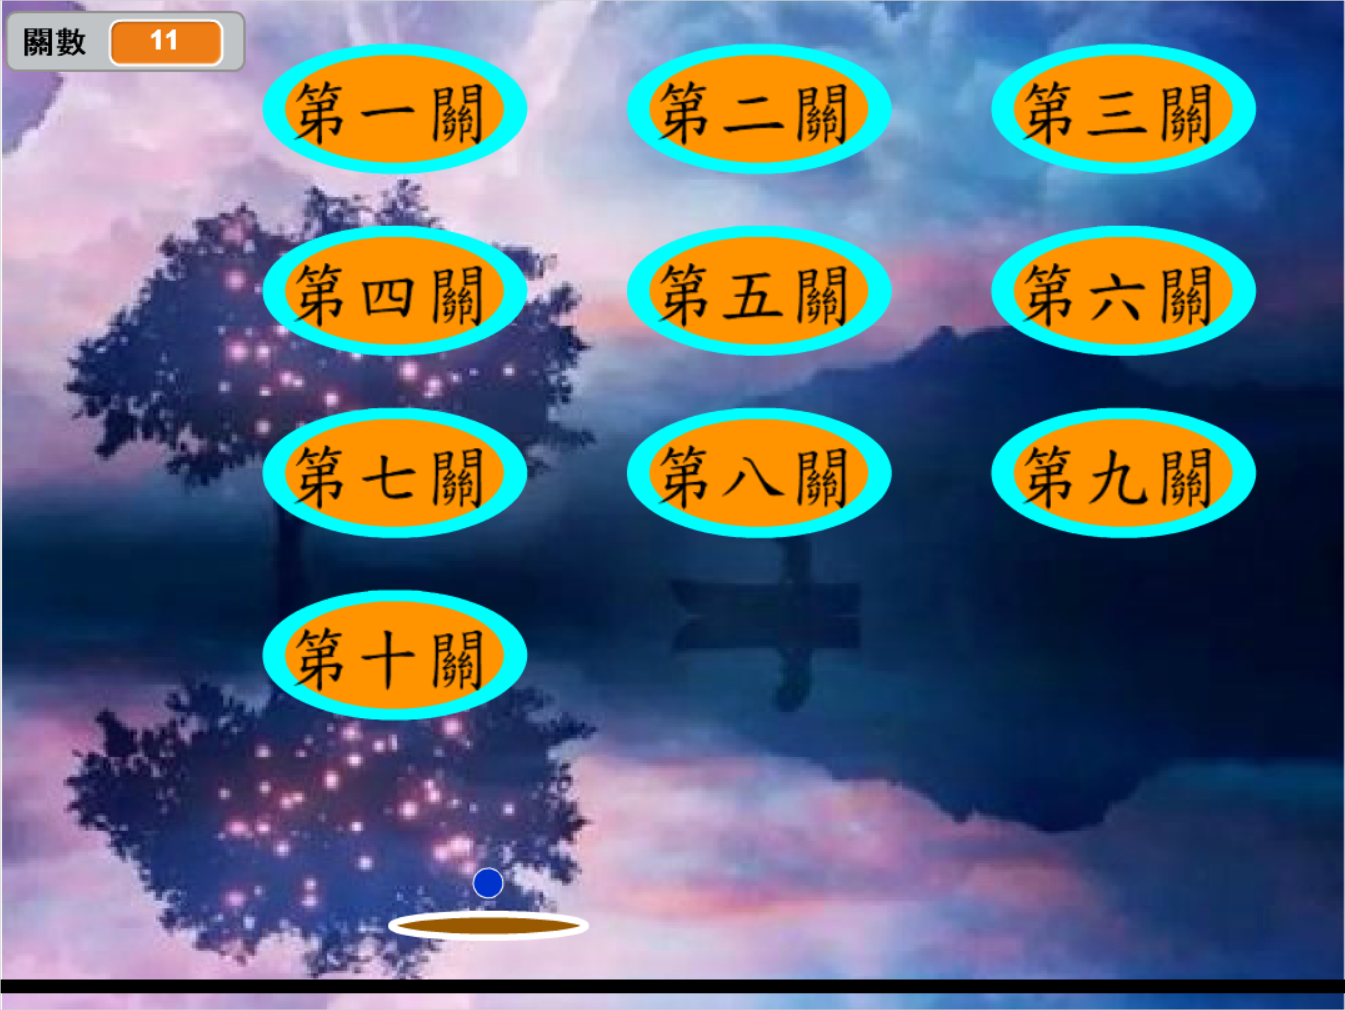 關數 11
第一關 第二關 第三關
第四關 第五關 第六關
第七關 第八關 第九關
第十關